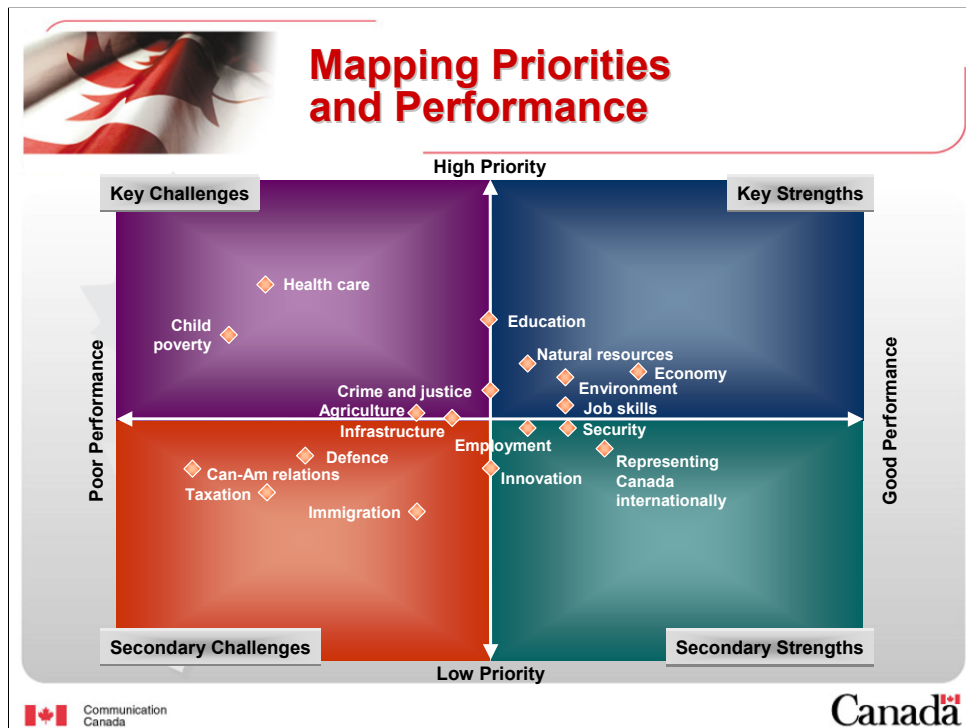 Mapping Priorities
and Performance
High Priority
Key Challenges
Key Strengths
Health care
Child
poverty
Education
Natural resources
Economy
Environment
Crime and justice
Agriculture
Job skills
Infrastructure
Employment
Security
Poor Performance
Good Performance
Defence
Can-Am relations
Taxation
Innovation
Representing
Canada
internationally
Immigration
Secondary Challenges
Secondary Strengths
Low Priority
Communication
Canada
Canada